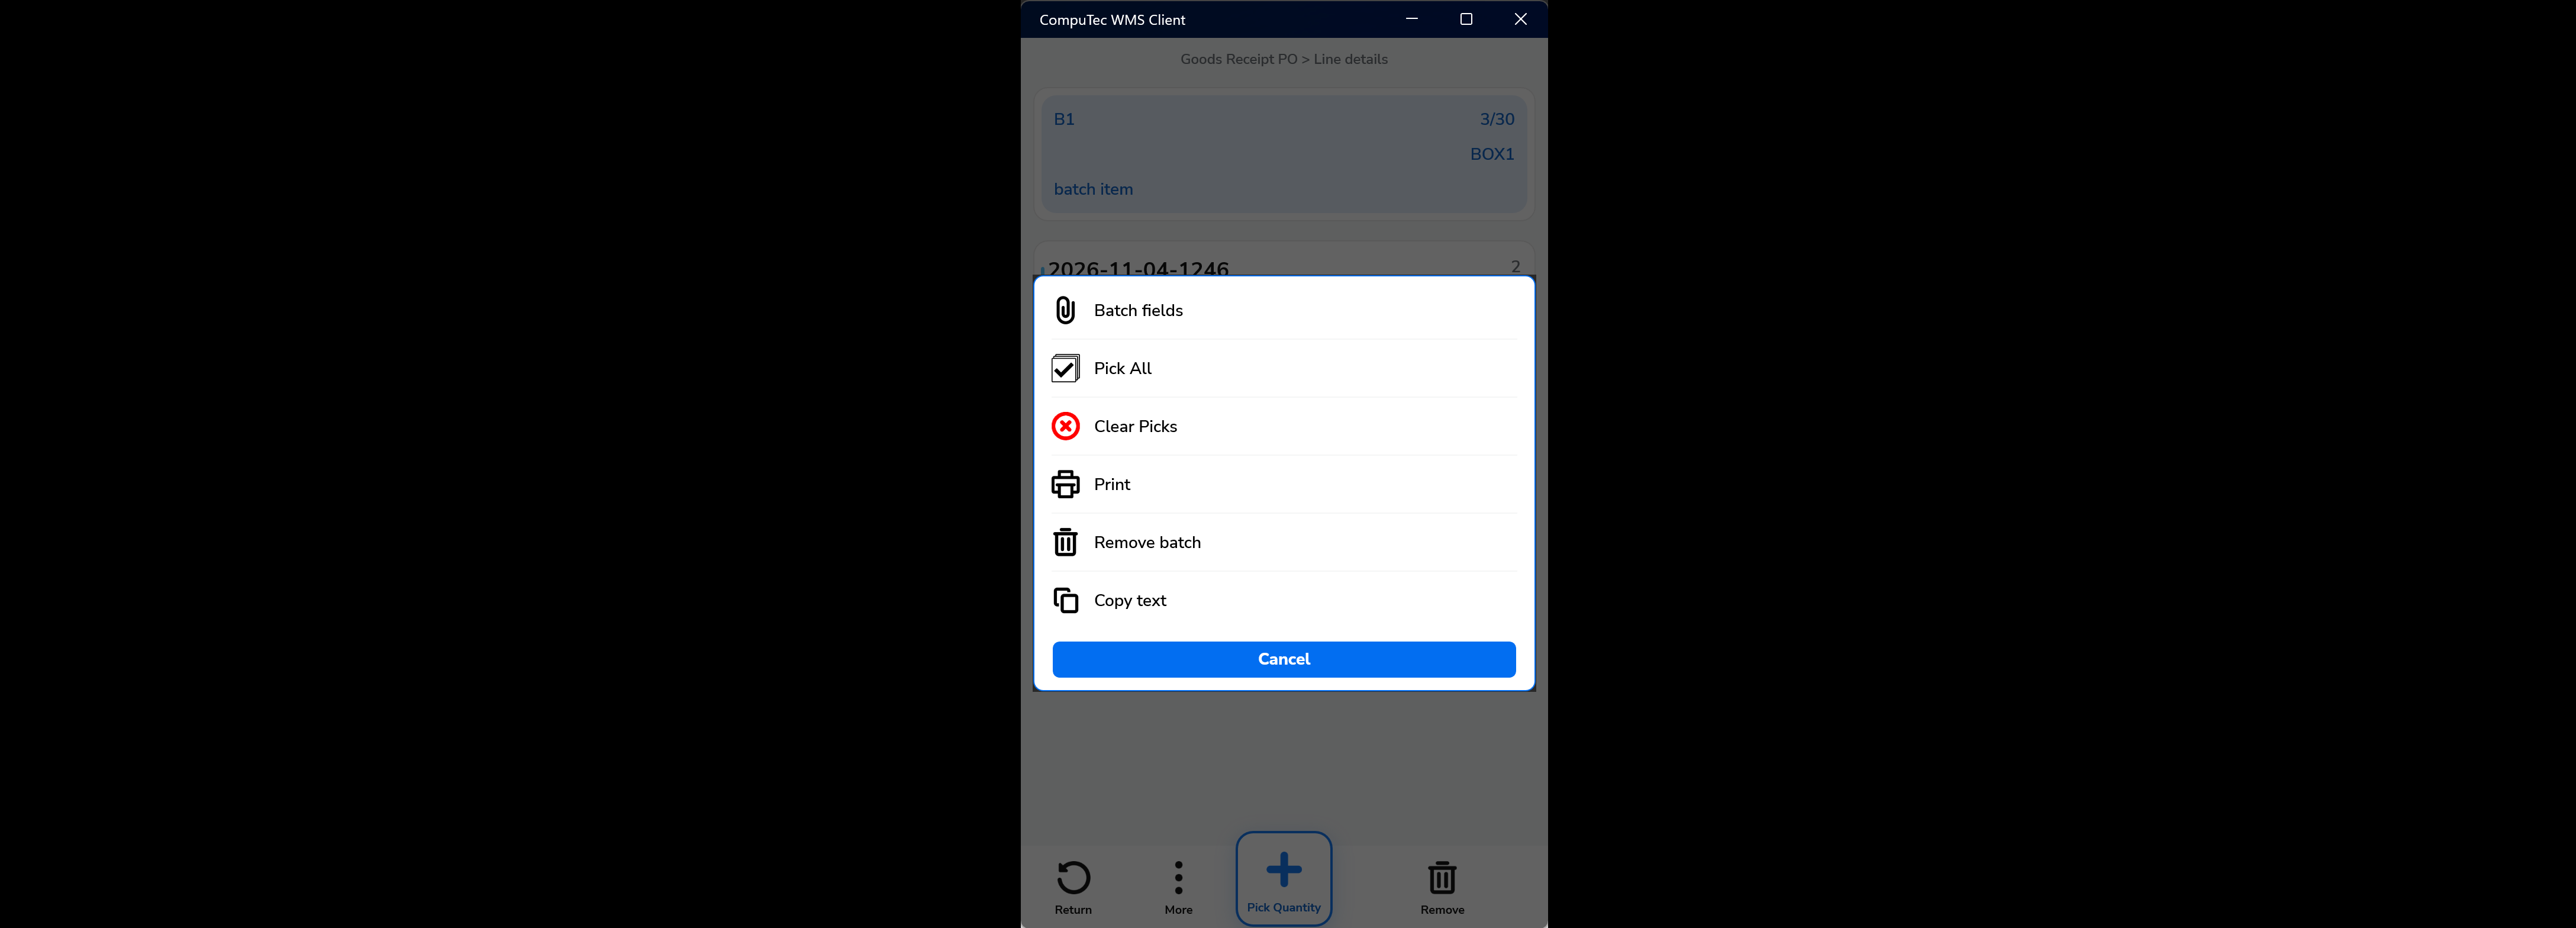 CompuTec WMS Client
Goods Receipt PO > Line details
B1 3/30
BOX1
batch item
2026-11-04-1246 2
Batch fields
Pick All
Clear Picks
Print
Remove batch
Copy text
Cancel
Return More Pick Quantity Remove